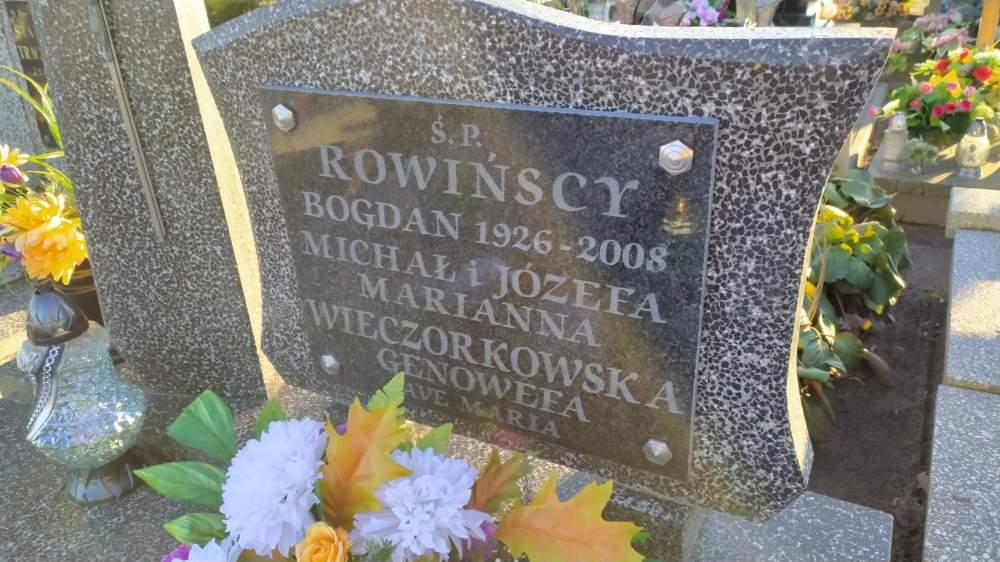 Ś.P.
ROWIŃSCY
BOGDAN 1926-2008
MICHAŁ i JÓZEFA
MARIANNA
WIECZORKOWSKA
GENOWEFA
AVE MARIA